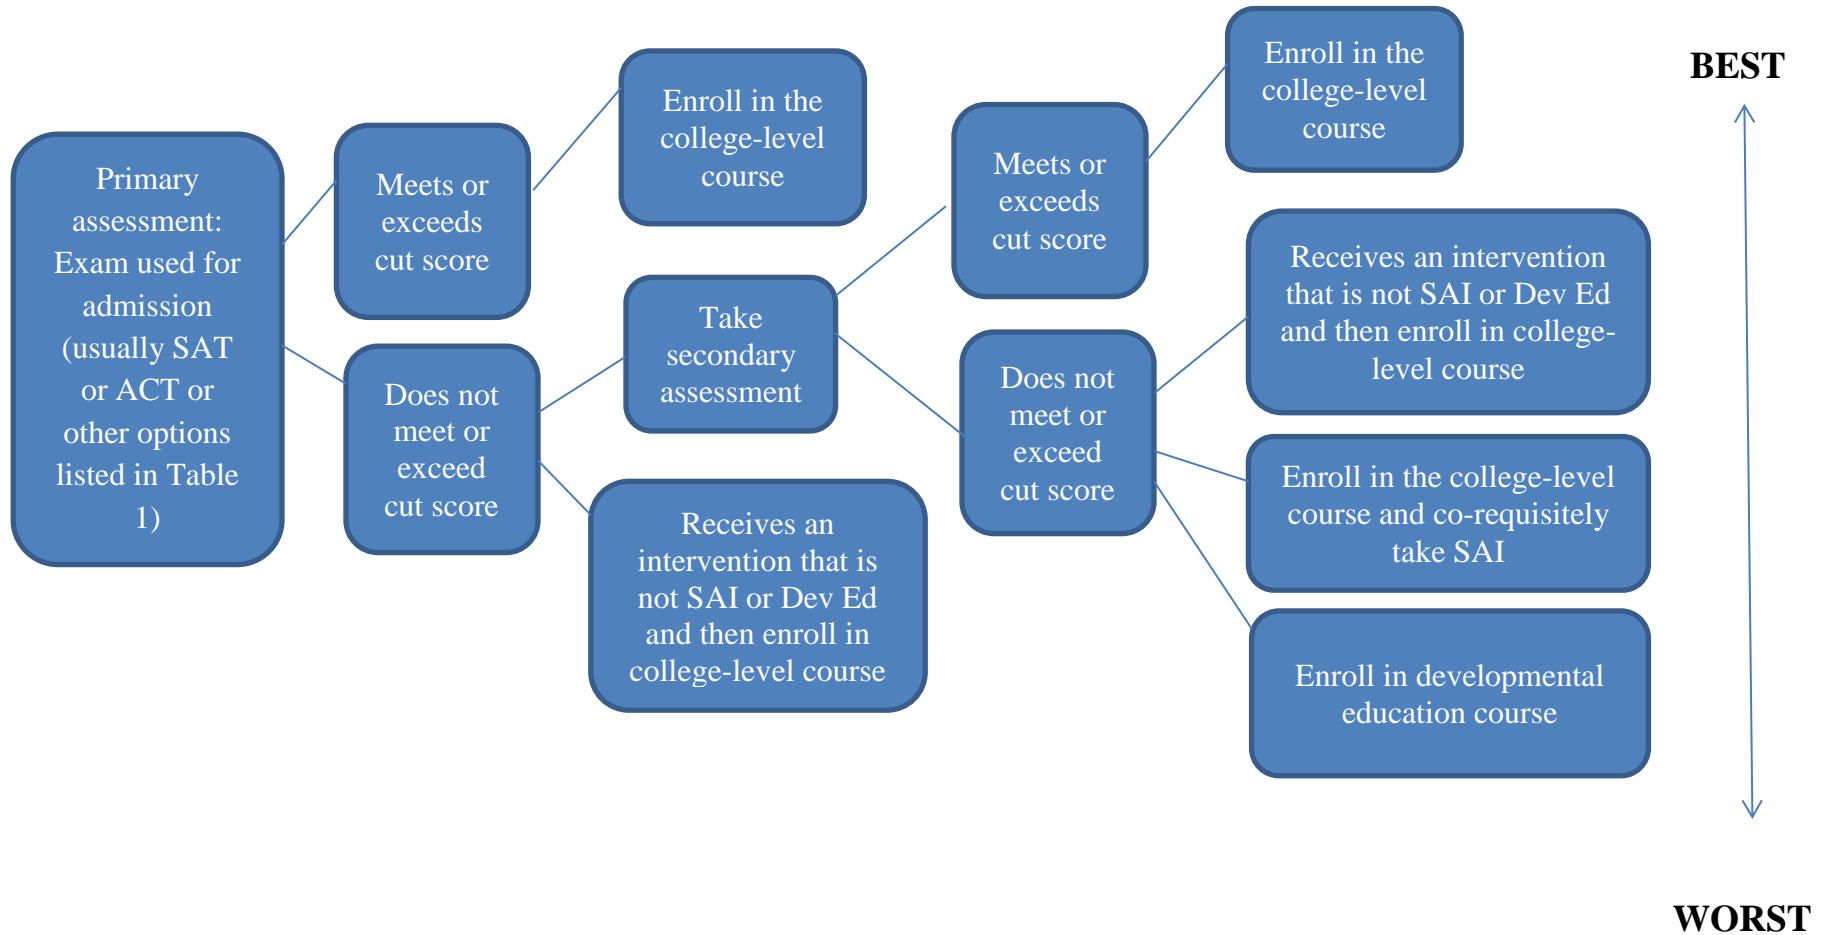 Primary
assessment:
Exam used for
admission
(usually SAT
or ACT or
other options
listed in Table
1)
Meets or
exceeds
cut score
Does not
meet or
exceed
cut score
Enroll in the
college-level
course
Take
secondary
assessment
Receives an
intervention that is
not SAI or Dev Ed
and then enroll in
college-level course
Meets or
exceeds
cut score
Does not
meet or
exceed
cut score
Enroll in the
college-level
course
Receives an intervention
that is not SAI or Dev Ed
and then enroll in college-
level course
Enroll in the college-level
course and co-requisitely
take SAI
Enroll in developmental
education course
BEST
WORST